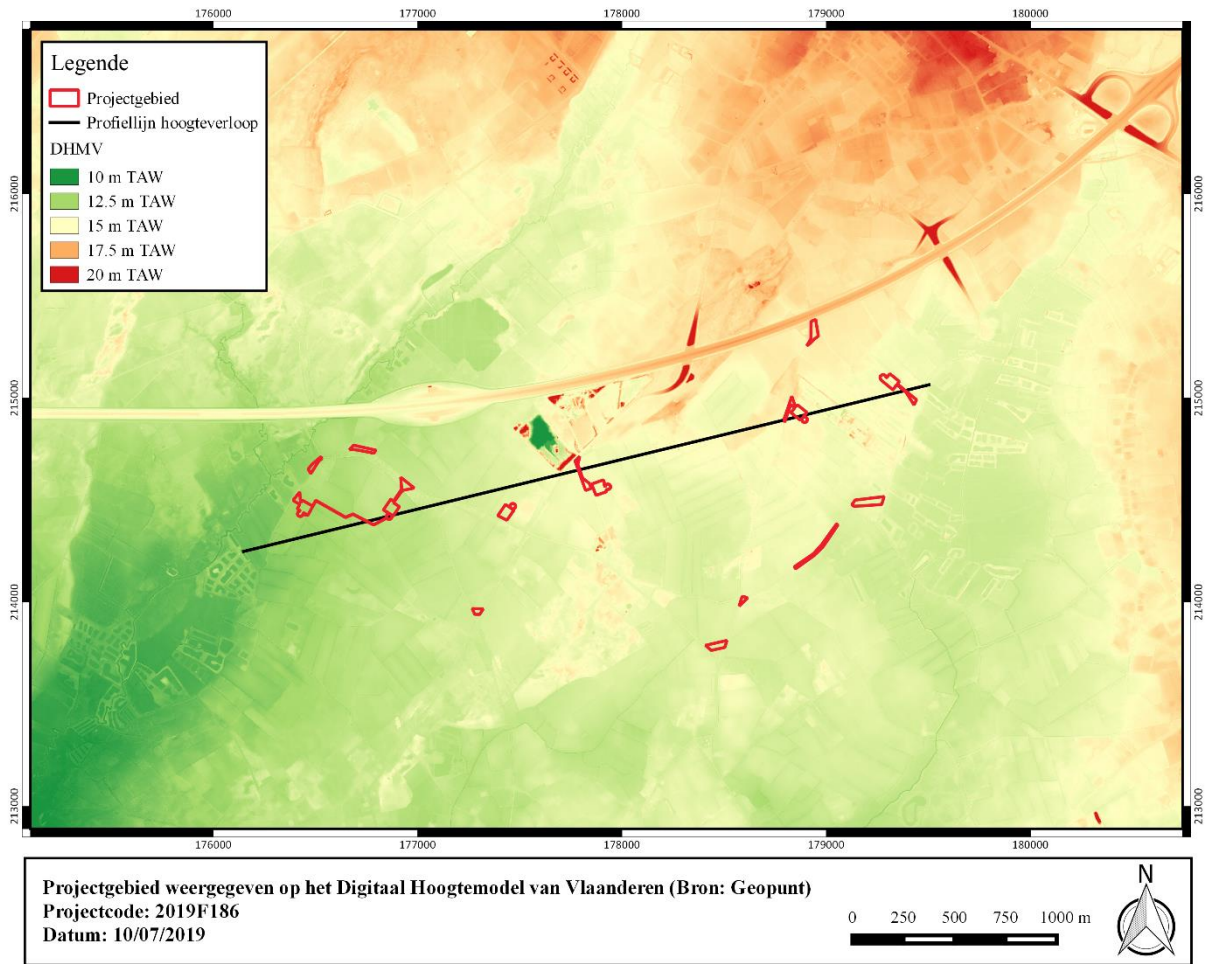 176000 177000 178000 179000 180000
Legende
Projectgebied
Profiellijn hoogteverloop
DHMV
10 m TAW
12.5 m TAW
15 m TAW
17.5 m TAW
20 m TAW
216000 216000
215000 215000
214000 214000
213000 213000
176000 177000 178000 179000 180000
Projectgebied weergegeven op het Digitaal Hoogtemodel van Vlaanderen (Bron: Geopunt)
Projectcode: 2019F186
Datum: 10/07/2019
0 250 500 750 1000 m
N